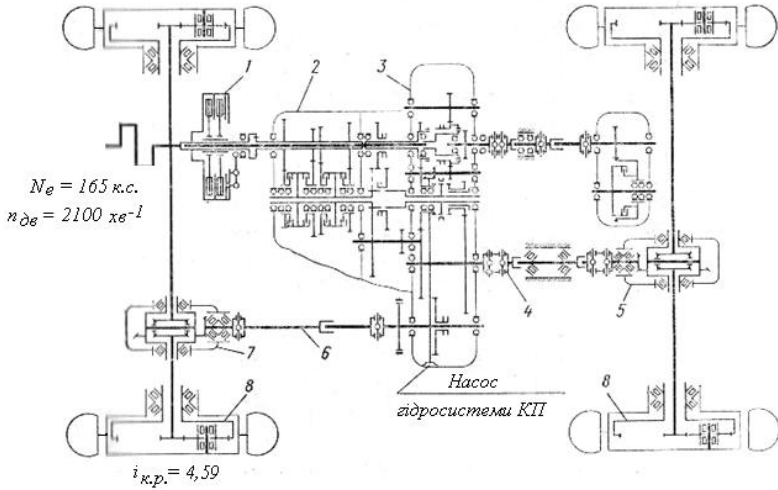 1
2
3
Nе = 165 к.с.
nдв = 2100 хв-1
4
5
6
7
8
Насос
гідросистеми КП
8
ік.р.= 4,59